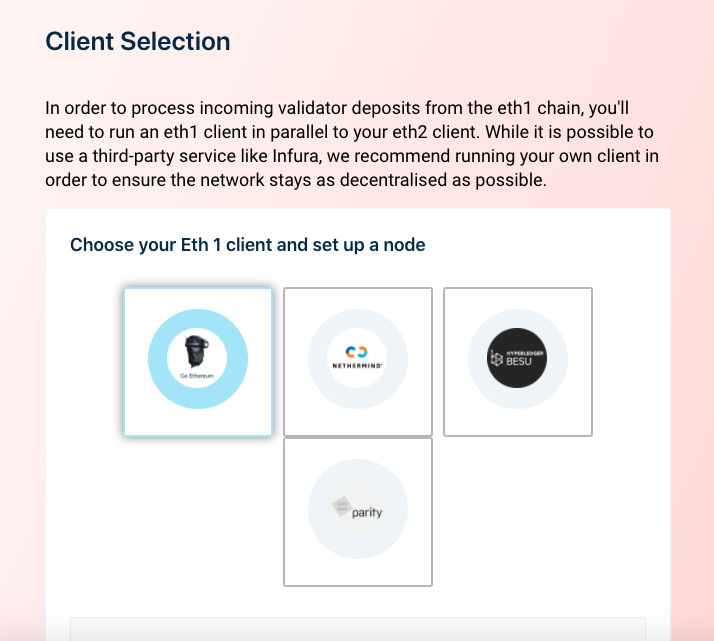 Client Selection
In order to process incoming validator deposits from the eth1 chain, you'll
need to run an eth1 client in parallel to your eth2 client. While it is possible to
use a third-party service like Infura, we recommend running your own client in
order to ensure the network stays as decentralised as possible.
Choose your Eth 1 client and set up a node
Go Ethereum
NETHERMIND
HYPERLEDGER
BESU
parity